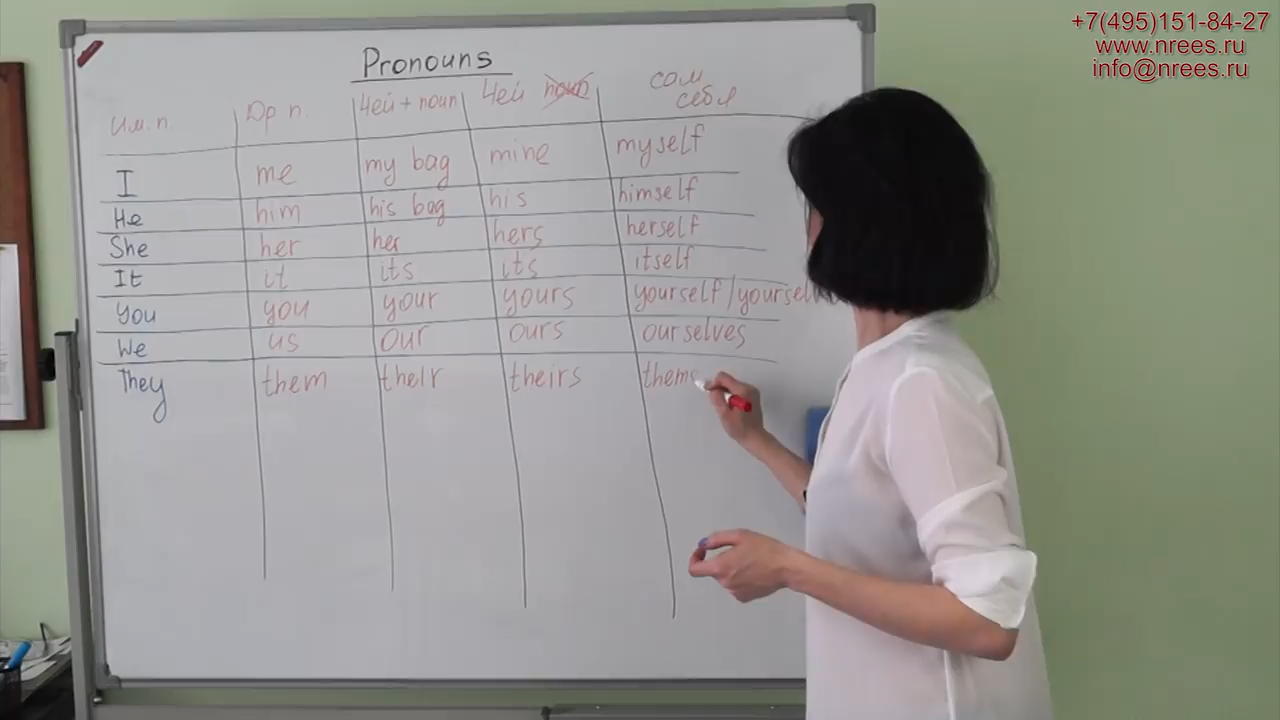 +7(495)151-84-27
www.nrees.ru
info@nrees.ru
Pronouns
Им. п. Др п. Чей + noun Чей noun сам себя
I me my bag mine myself
He him his bag his himself
She her her hers herself
It it its its itself
You you your yours yourself / yoursel
We us our ours ourselves
They them their theirs thems